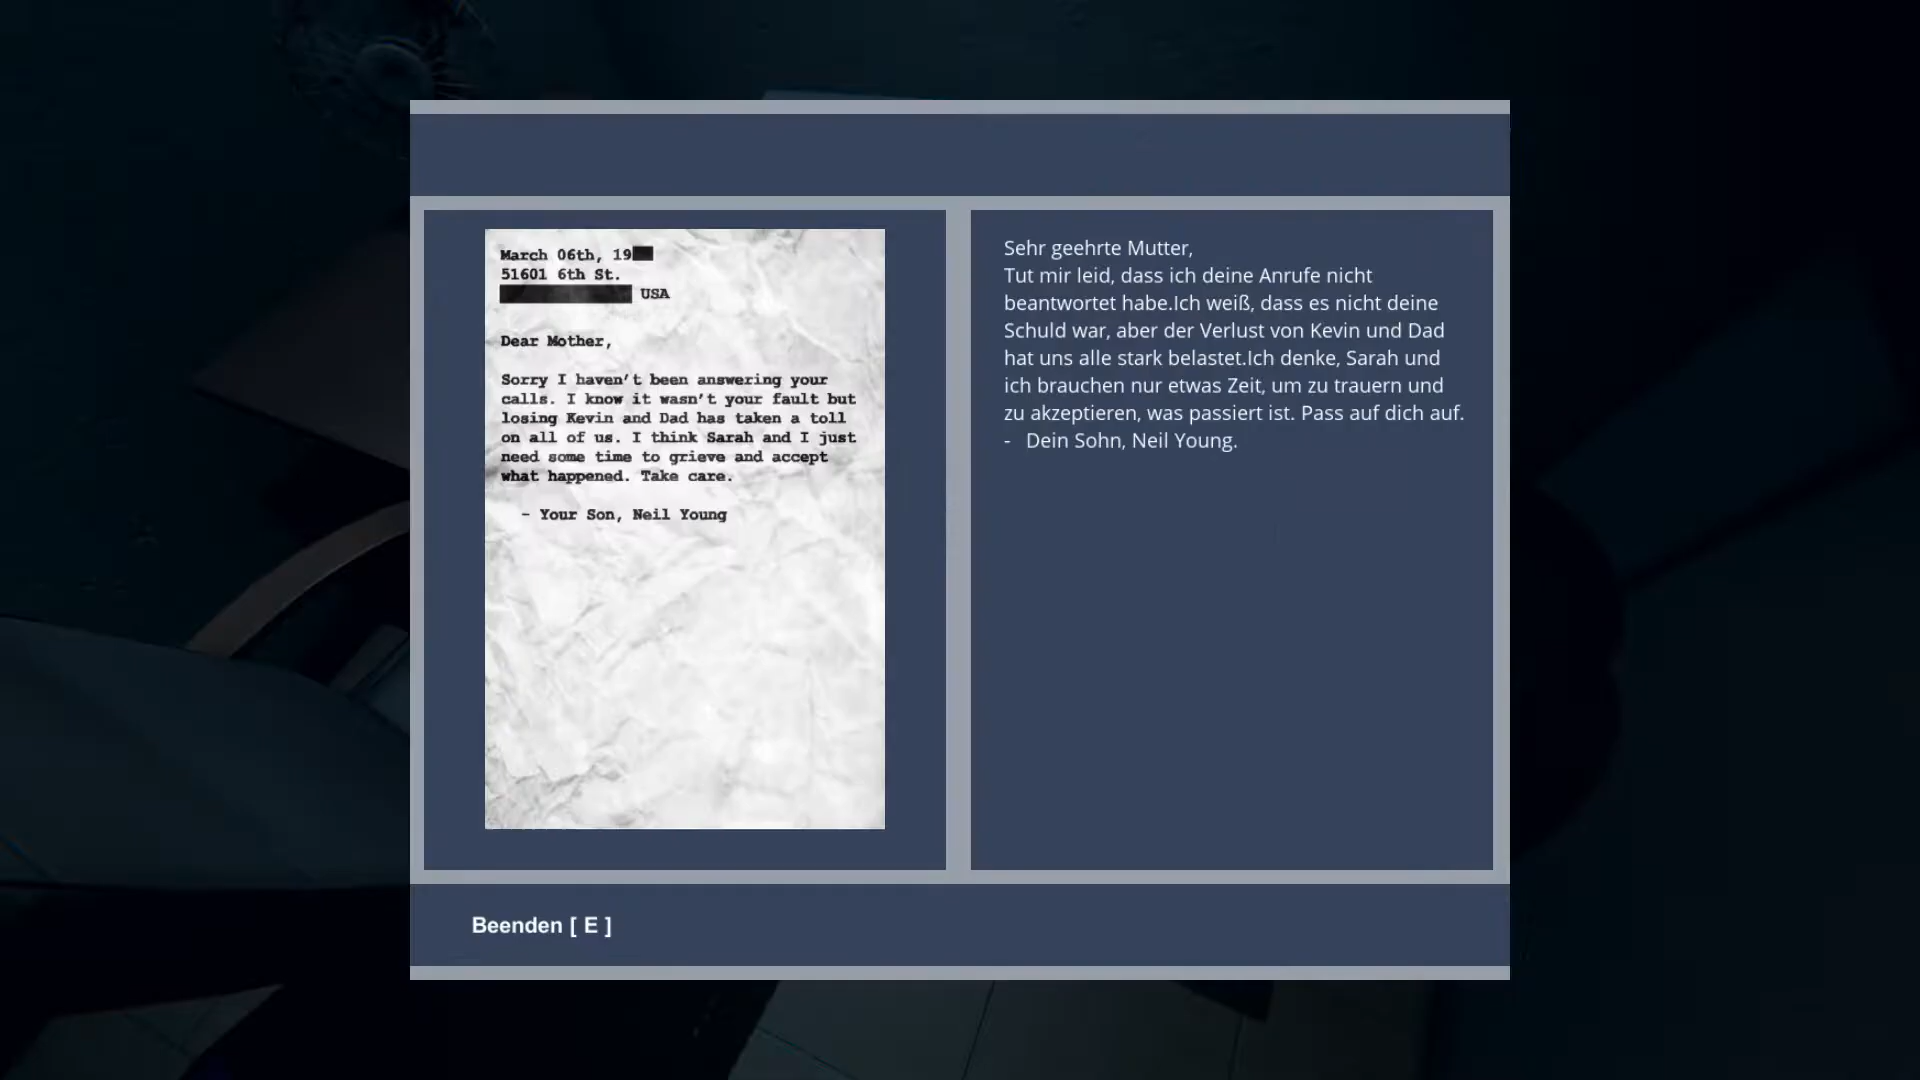 March 06th, 19
51601 6th St.
USA
Dear Mother,
Sorry I haven't been answering your
calls. I know it wasn't your fault but
losing Kevin and Dad has taken a toll
on all of us. I think Sarah and I just
need some time to grieve and accept
what happened. Take care.
- Your Son, Neil Young
Sehr geehrte Mutter,
Tut mir leid, dass ich deine Anrufe nicht
beantwortet habe.Ich weiß, dass es nicht deine
Schuld war, aber der Verlust von Kevin und Dad
hat uns alle stark belastet.Ich denke, Sarah und
ich brauchen nur etwas Zeit, um zu trauern und
zu akzeptieren, was passiert ist. Pass auf dich auf.
- Dein Sohn, Neil Young.
Beenden [ E ]